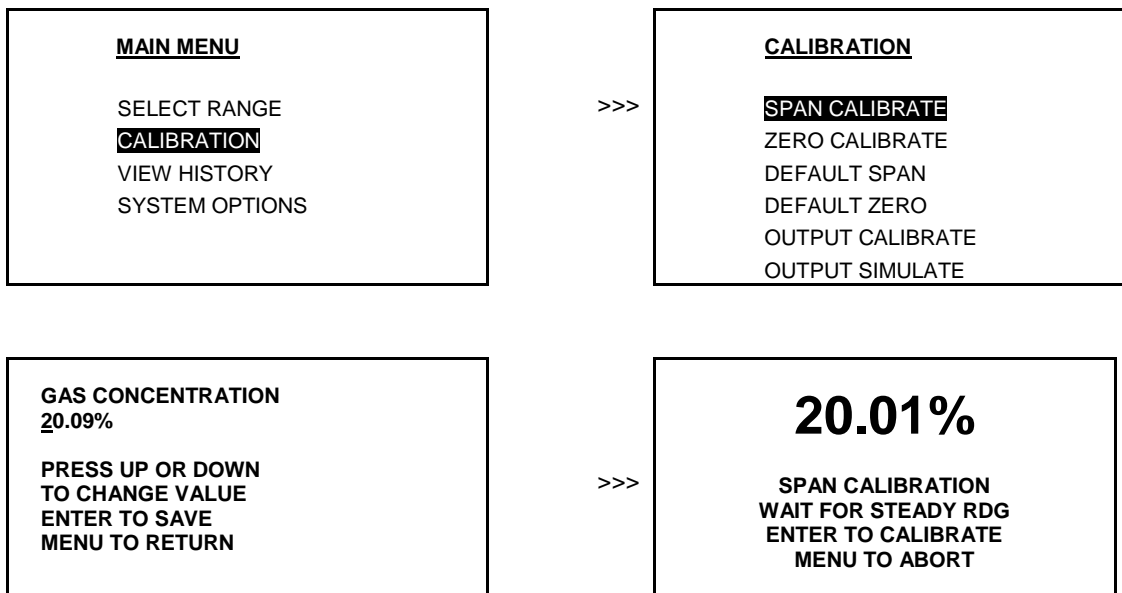 MAIN MENU
SELECT RANGE
CALIBRATION
VIEW HISTORY
SYSTEM OPTIONS
>>>
CALIBRATION
SPAN CALIBRATE
ZERO CALIBRATE
DEFAULT SPAN
DEFAULT ZERO
OUTPUT CALIBRATE
OUTPUT SIMULATE
GAS CONCENTRATION
20.09%
PRESS UP OR DOWN
TO CHANGE VALUE
ENTER TO SAVE
MENU TO RETURN
>>>
20.01%
SPAN CALIBRATION
WAIT FOR STEADY RDG
ENTER TO CALIBRATE
MENU TO ABORT